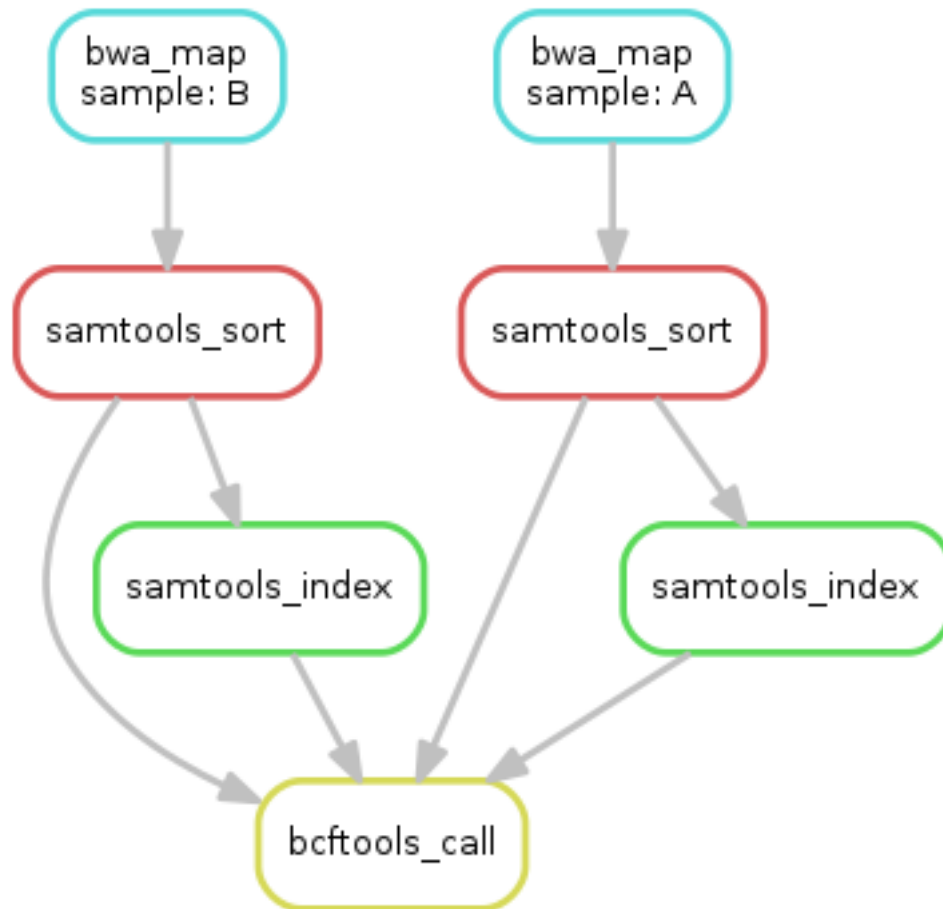 bwa_map
sample: B
bwa_map
sample: A
samtools_sort
samtools_sort
samtools_index
samtools_index
bcftools_call